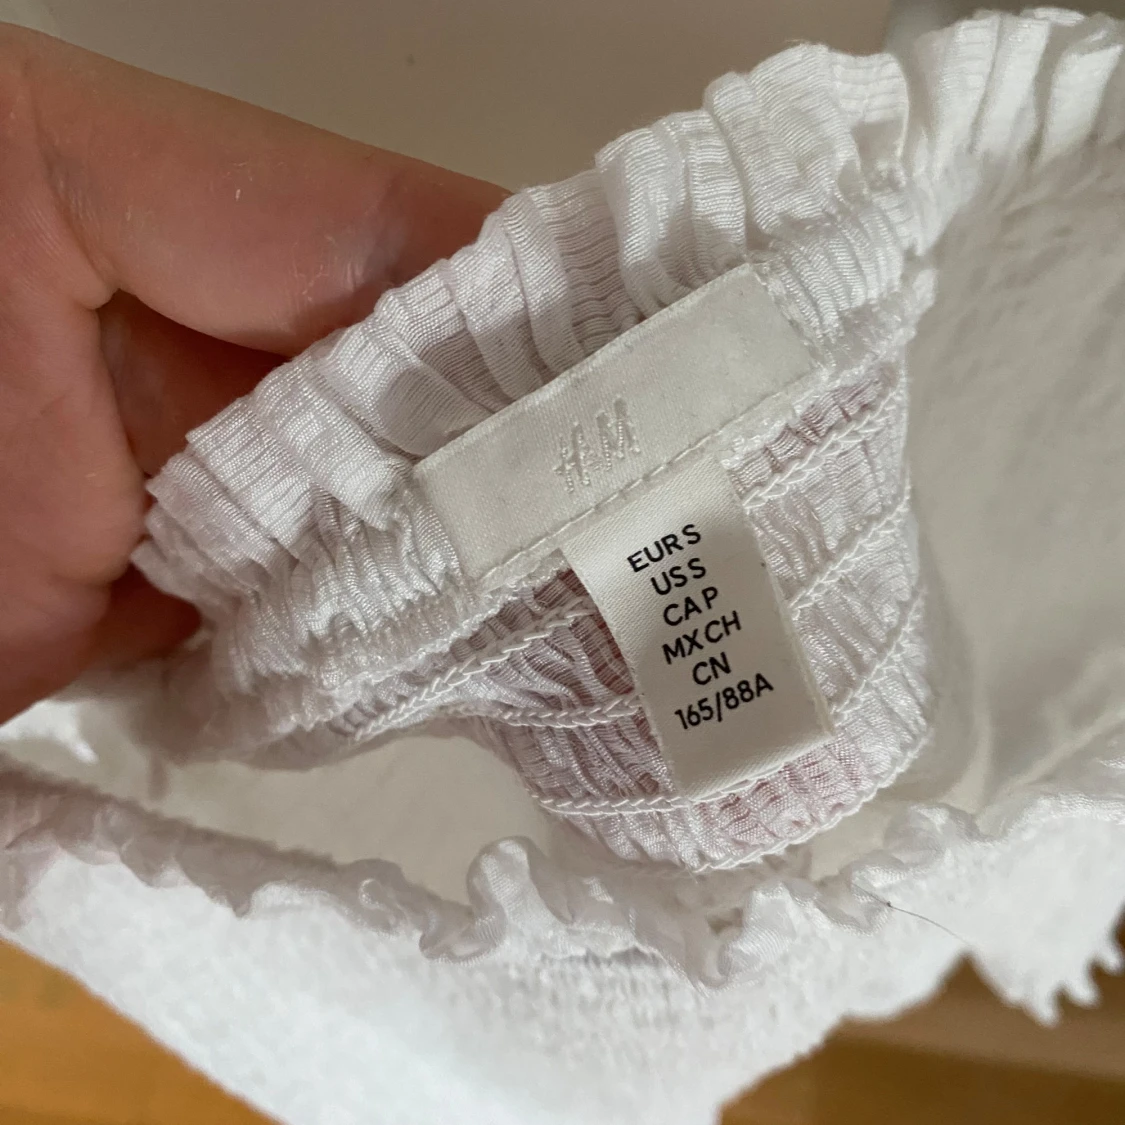 H&M
EUR S
US S
CA P
MX CH
CN
165/88A